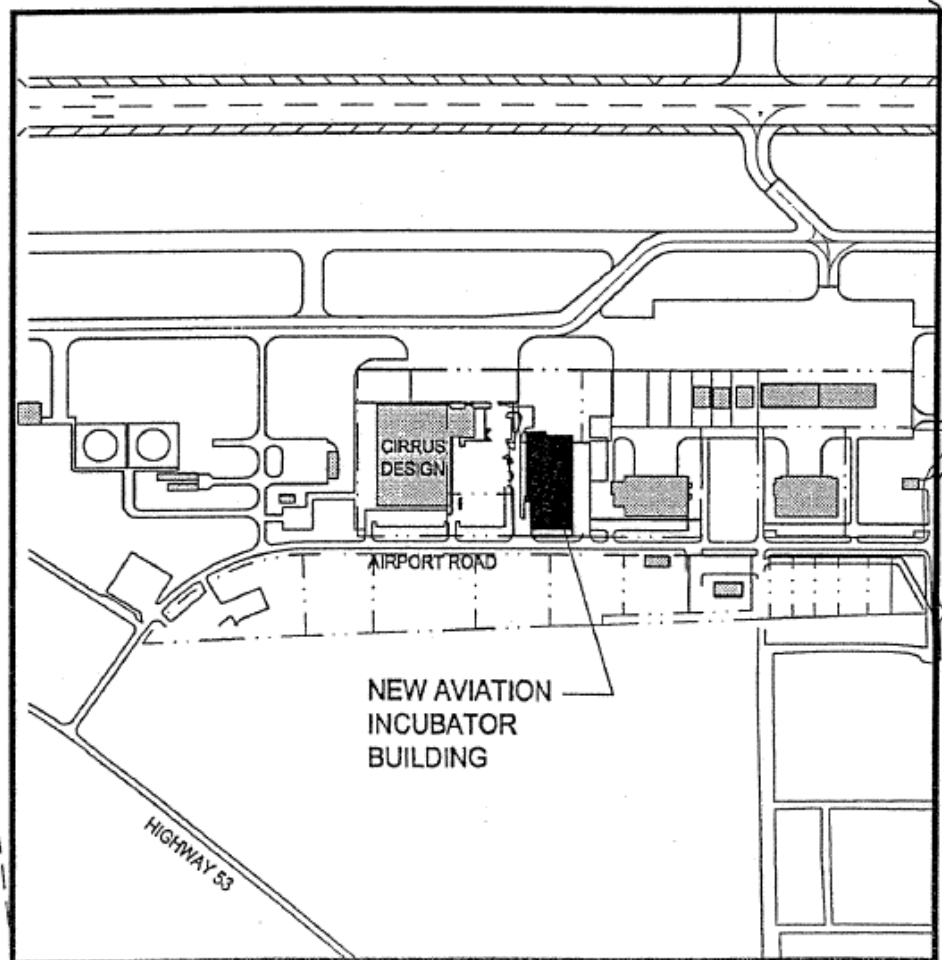 CIRRUS
DESIGN
AIRPORT ROAD
NEW AVIATION
INCUBATOR
BUILDING
HIGHWAY 53